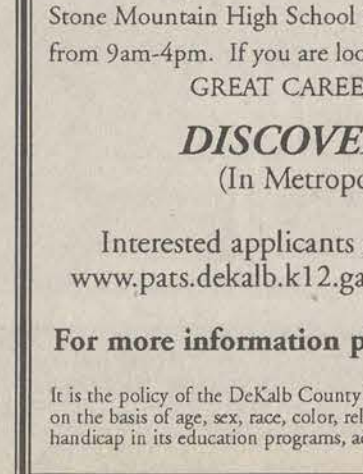 Stone Mountain High School
from 9am-4pm. If you are loc
GREAT CAREE
DISCOVE
(In Metropo
Interested applicants
www.pats.dekalb.k12.ga
For more information p
It is the policy of the DeKalb County
on the basis of age, sex, race, color, rel
handicap in its education programs, a